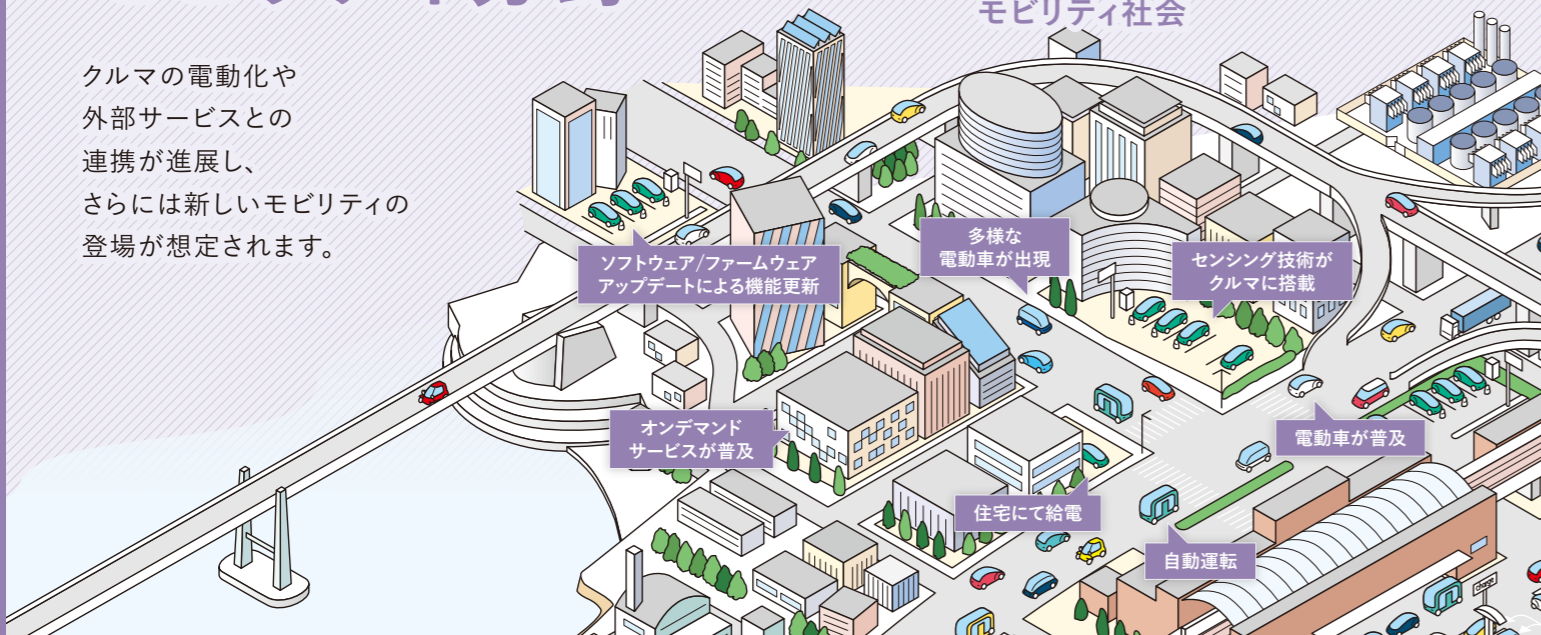 モビリティ社会
クルマの電動化や
外部サービスとの
連携が進展し、
さらには新しいモビリティの
登場が想定されます。
ソフトウェア/ファームウェア
アップデートによる機能更新
多様な
電動車が出現
センシング技術が
クルマに搭載
オンデマンド
サービスが普及
電動車が普及
住宅にて給電
自動運転
charge